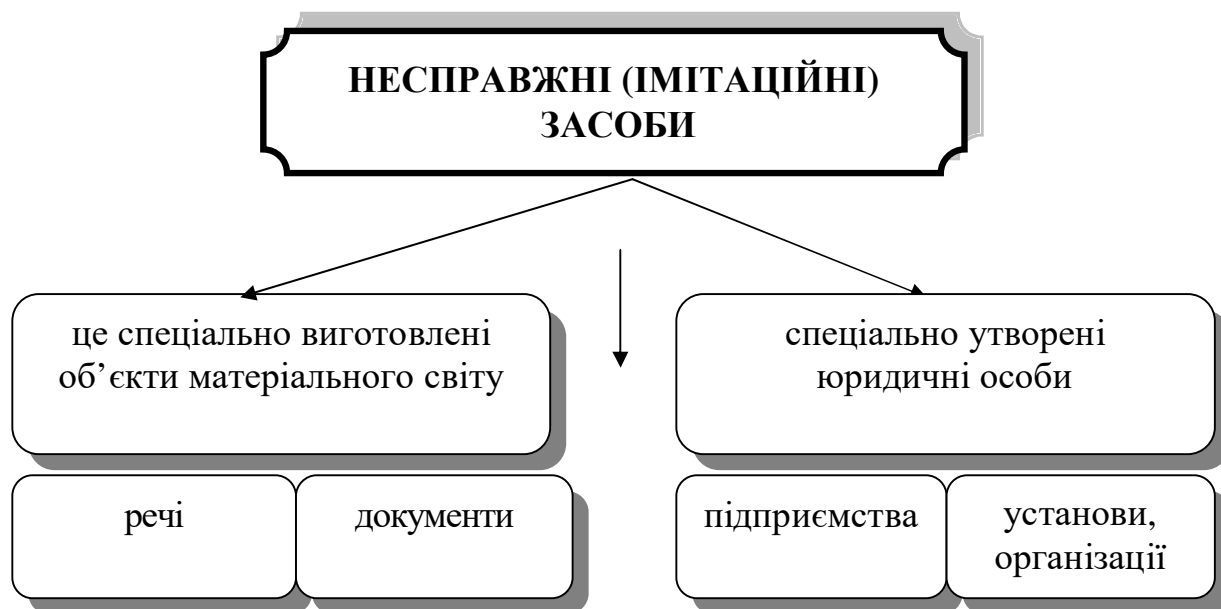 НЕСПРАВЖНІ (ІМІТАЦІЙНІ)
ЗАСОБИ
це спеціально виготовлені
об’єкти матеріального світу
спеціально утворені
юридичні особи
речі
документи
підприємства
установи,
організації